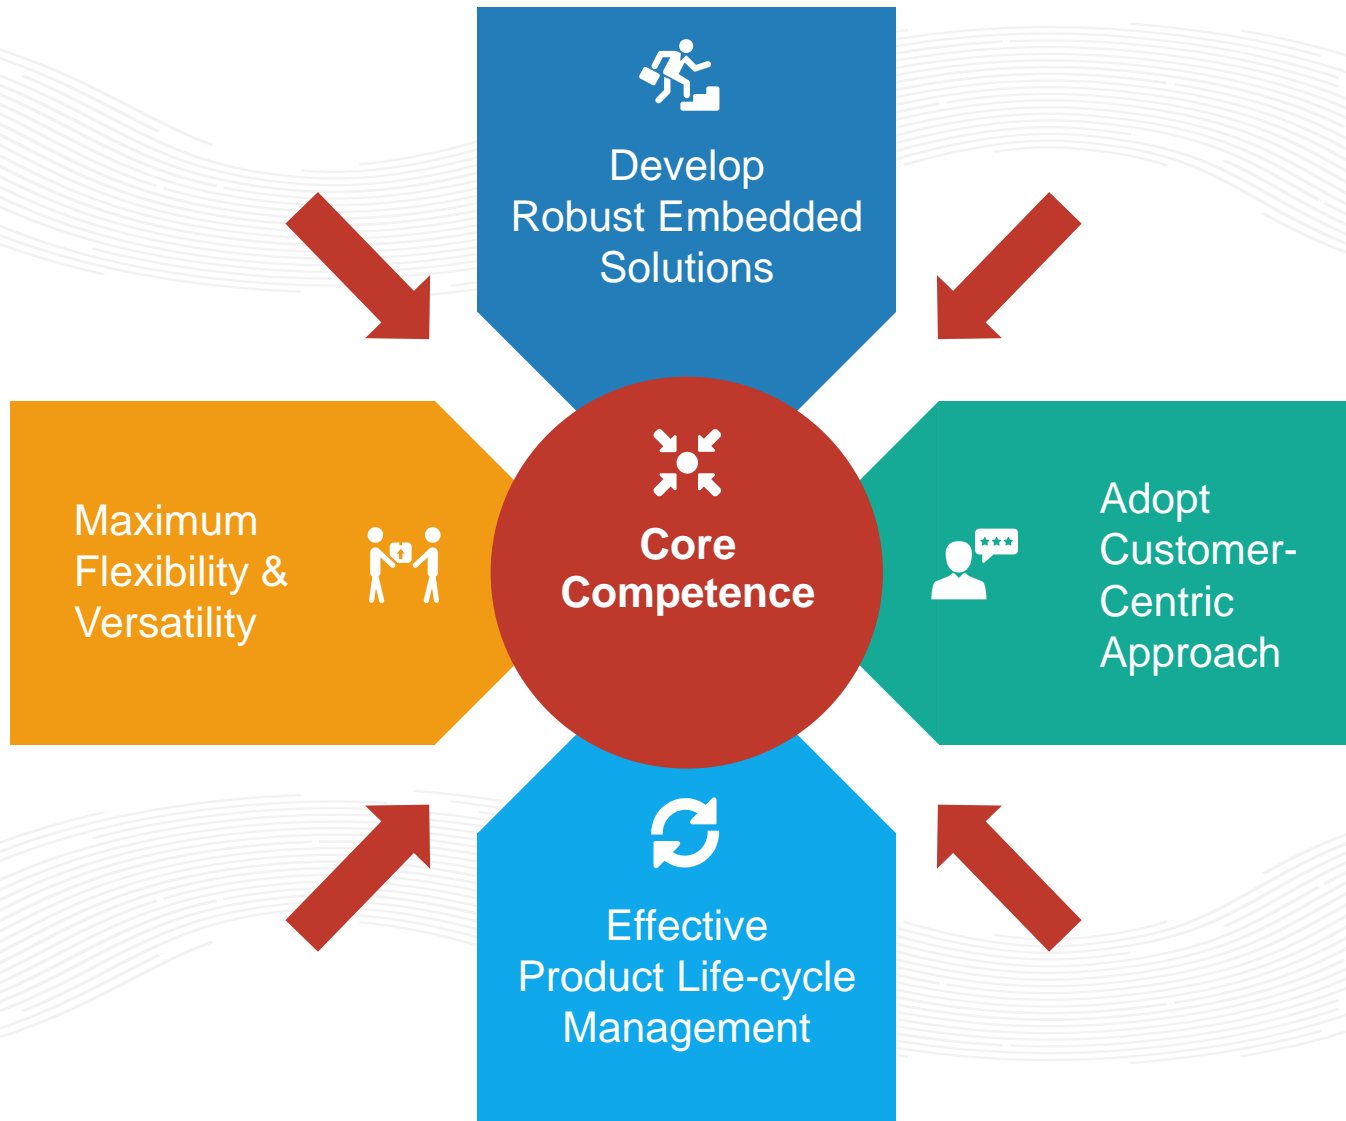 Develop
Robust Embedded
Solutions
Maximum
Flexibility &
Versatility
Core
Competence
Adopt
Customer-
Centric
Approach
Effective
Product Life-cycle
Management